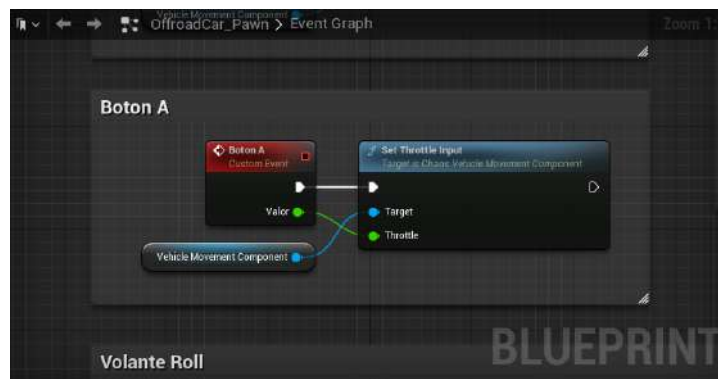 Vehicle Movement Component
OffroadCar_Pawn > Event Graph
Zoom 1:
Boton A
Boton A
Custom Event
Valor
Vehicle Movement Component
Set Throttle Input
Target is Chaos Vehicle Movement Component
Target
Throttle
BLUEPRINT
Volante Roll